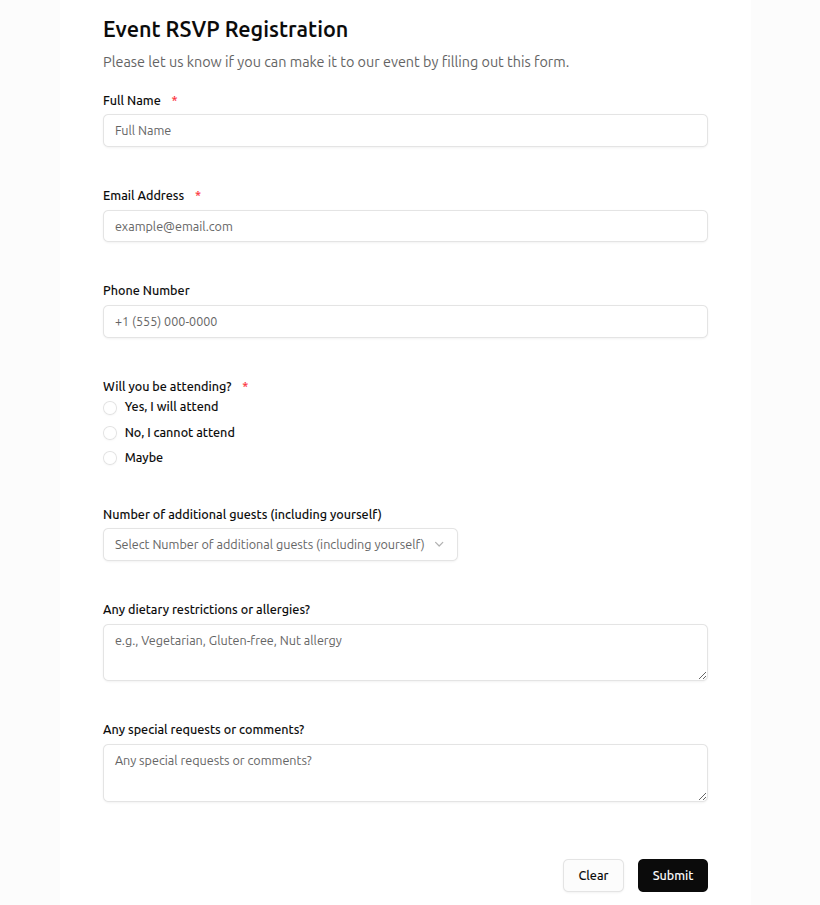 Event RSVP Registration
Please let us know if you can make it to our event by filling out this form.
Full Name *
Full Name
Email Address *
example@email.com
Phone Number
+1 (555) 000-0000
Will you be attending? *
Yes, I will attend
No, I cannot attend
Maybe
Number of additional guests (including yourself)
Select Number of additional guests (including yourself)
Any dietary restrictions or allergies?
e.g., Vegetarian, Gluten-free, Nut allergy
Any special requests or comments?
Any special requests or comments?
Clear Submit